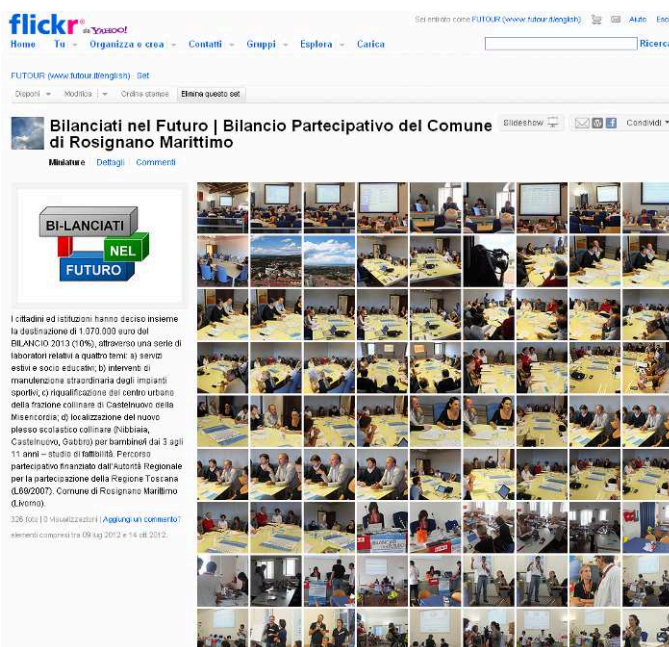 flickr da YAHOO!
Sei entrato come FUTOUR (www.futour.it/english) Aiuto Esc
Home Tu Organizza e crea Contatti Gruppi Esplora Carica
Ricerca
FUTOUR (www.futour.it/english) Set
Disponi Modifica Ordina stampe Elimina questo set
Bilanciati nel Futuro | Bilancio Partecipativo del Comune
di Rosignano Marittimo
Slideshow Condividi
Miniature Dettagli Commenti
BI-LANCIATI
NEL
FUTURO
I cittadini ed istituzioni hanno deciso insieme
la destinazione di 1.070.000 euro del
BILANCIO 2013 (10%), attraverso una serie di
laboratori relativi a quattro temi: a) servizi
estivi e socio educativi; b) interventi di
manutenzione straordinaria degli impianti
sportivi; c) riqualificazione del centro urbano
della frazione collinare di Castelnuovo della
Misericordia; d) localizzazione del nuovo
plesso scolastico collinare (Nibbiaia,
Castelnuovo, Gabbro) per bambine/i dai 3 agli
11 anni – studio di fattibilità. Percorso
partecipativo finanziato dall'Autorità Regionale
per la partecipazione della Regione Toscana
(L69/2007). Comune di Rosignano Marittimo
(Livorno).
326 foto | 0 visualizzazioni | Aggiungi un commento?
elementi compresi tra 09 lug 2012 e 14 ott 2012.